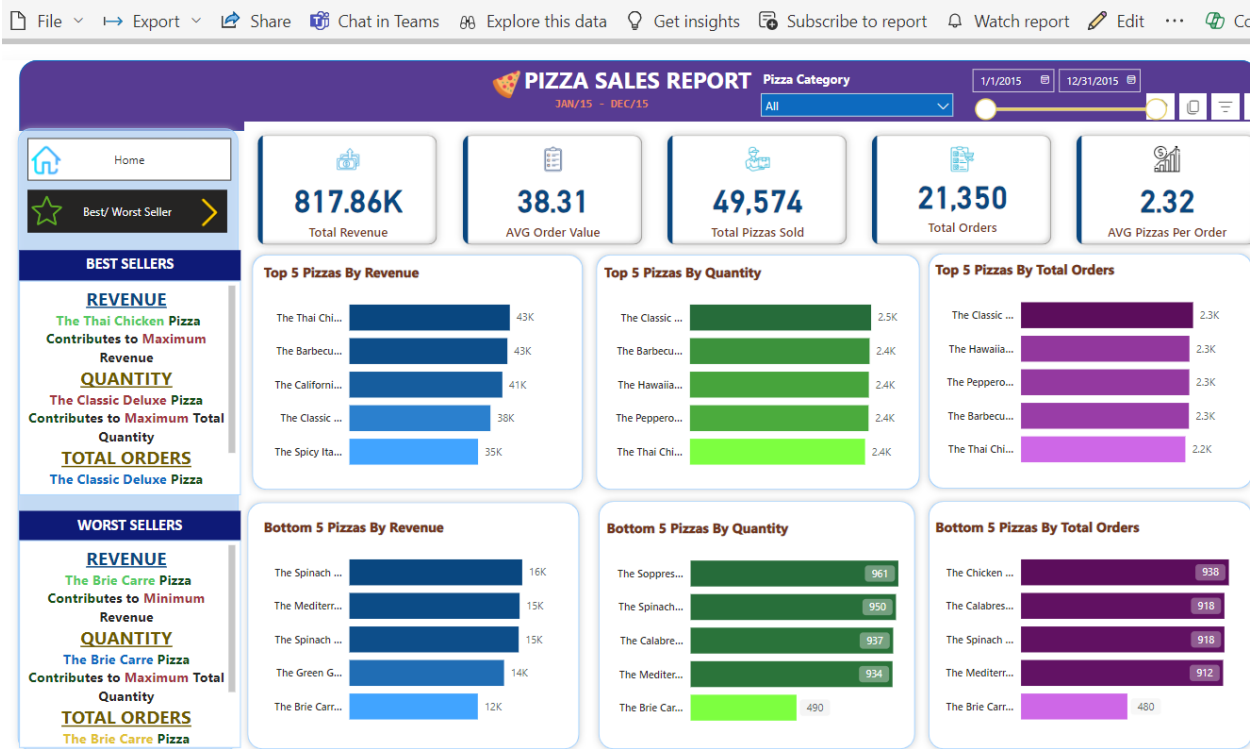 File Export Share Chat in Teams Explore this data Get insights Subscribe to report Watch report Edit ... Co
PIZZA SALES REPORT
JAN/15 - DEC/15
Pizza Category
All
1/1/2015 12/31/2015
Home
Best/ Worst Seller
817.86K
Total Revenue
38.31
AVG Order Value
49,574
Total Pizzas Sold
21,350
Total Orders
2.32
AVG Pizzas Per Order
BEST SELLERS
REVENUE
The Thai Chicken Pizza
Contributes to Maximum
Revenue
QUANTITY
The Classic Deluxe Pizza
Contributes to Maximum Total
Quantity
TOTAL ORDERS
The Classic Deluxe Pizza
WORST SELLERS
REVENUE
The Brie Carre Pizza
Contributes to Minimum
Revenue
QUANTITY
The Brie Carre Pizza
Contributes to Maximum Total
Quantity
TOTAL ORDERS
The Brie Carre Pizza
Top 5 Pizzas By Revenue
The Thai Chi... 43K
The Barbecu... 43K
The Californi... 41K
The Classic ... 38K
The Spicy Ita... 35K
Top 5 Pizzas By Quantity
The Classic ... 2.5K
The Barbecu... 2.4K
The Hawaiia... 2.4K
The Peppero... 2.4K
The Thai Chi... 2.4K
Top 5 Pizzas By Total Orders
The Classic ... 2.3K
The Hawaiia... 2.3K
The Peppero... 2.3K
The Barbecu... 2.3K
The Thai Chi... 2.2K
Bottom 5 Pizzas By Revenue
The Spinach ... 16K
The Mediterr... 15K
The Spinach ... 15K
The Green G... 14K
The Brie Carr... 12K
Bottom 5 Pizzas By Quantity
The Soppres... 961
The Spinach... 950
The Calabre... 937
The Mediter... 934
The Brie Car... 490
Bottom 5 Pizzas By Total Orders
The Chicken ... 938
The Calabres... 918
The Spinach ... 918
The Mediterr... 912
The Brie Carr... 480